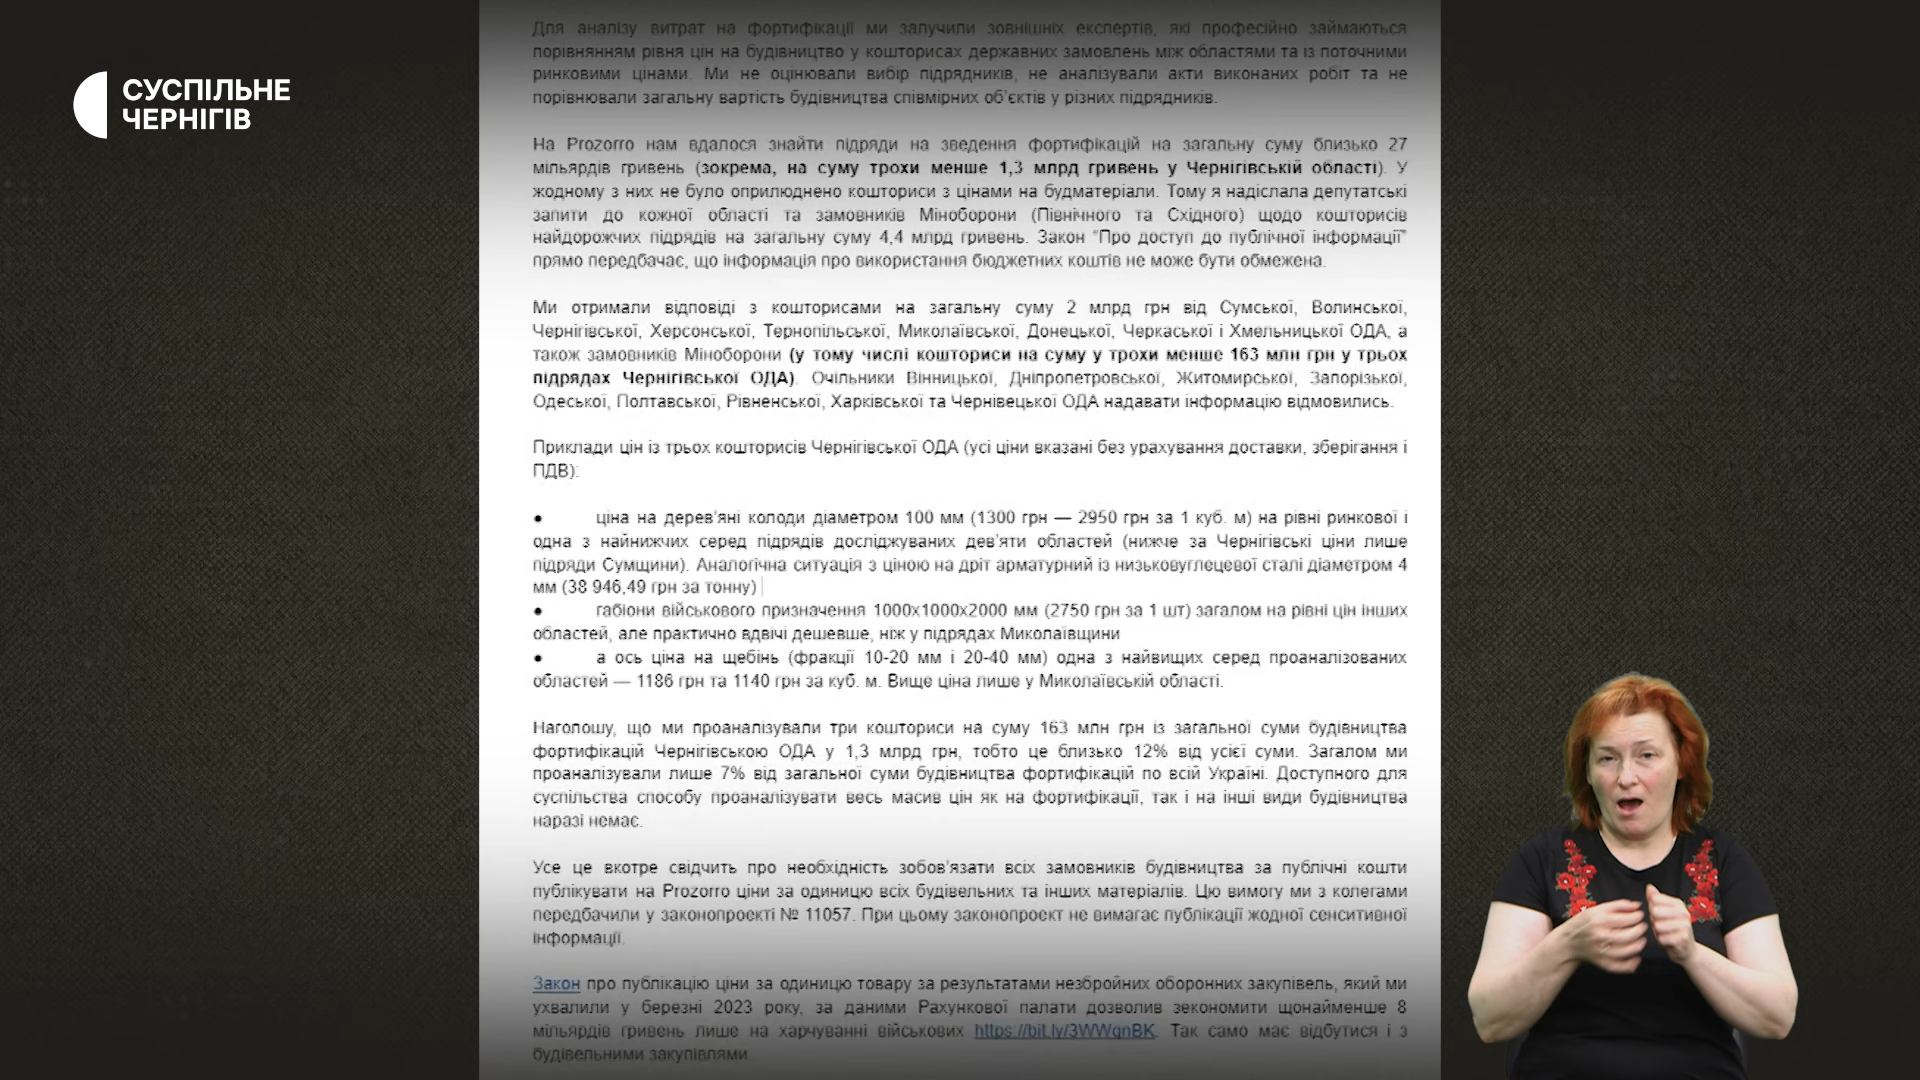 СУСПІЛЬНЕ
ЧЕРНІГІВ
Для аналізу витрат на фортифікації ми залучили зовнішніх експертів, які професійно займаються
порівнянням рівня цін на будівництво у кошторисах державних замовлень між областями та із поточними
ринковими цінами. Ми не оцінювали вибір підрядників, не аналізували акти виконаних робіт та не
порівнювали загальну вартість будівництва співмірних об'єктів у різних підрядників.
На Prozorro нам вдалося знайти підряди на зведення фортифікацій на загальну суму близько 27
мільярдів гривень (зокрема, на суму трохи менше 1,3 млрд гривень у Чернігівській області). У
жодному з них не було оприлюднено кошториси з цінами на будматеріали. Тому я надіслала депутатські
запити до кожної області та замовників Міноборони (Північного та Східного) щодо кошторисів
найдорожчих підрядів на загальну суму 4,4 млрд гривень. Закон "Про доступ до публічної інформації"
прямо передбачає, що інформація про використання бюджетних коштів не може бути обмежена.
Ми отримали відповіді з кошторисами на загальну суму 2 млрд грн від Сумської, Волинської,
Чернігівської, Херсонської, Тернопільської, Миколаївської, Донецької, Черкаської і Хмельницької ОДА, а
також замовників Міноборони (у тому числі кошториси на суму у трохи менше 163 млн грн у трьох
підрядах Чернігівської ОДА). Очільники Вінницької, Дніпропетровської, Житомирської, Запорізької,
Одеської, Полтавської, Рівненської, Харківської та Чернівецької ОДА надавати інформацію відмовились.
Приклади цін із трьох кошторисів Чернігівської ОДА (усі ціни вказані без урахування доставки, зберігання і
ПДВ):
● ціна на дерев'яні колоди діаметром 100 мм (1300 грн — 2950 грн за 1 куб. м) на рівні ринкової і
одна з найнижчих серед підрядів досліджуваних дев'яти областей (нижче за Чернігівські ціни лише
підряди Сумщини). Аналогічна ситуація з ціною на дріт арматурний із низьковуглецевої сталі діаметром 4
мм (38 946,49 грн за тонну)
● габіони військового призначення 1000х1000х2000 мм (2750 грн за 1 шт) загалом на рівні цін інших
областей, але практично вдвічі дешевше, ніж у підрядах Миколаївщини
● а ось ціна на щебінь (фракції 10-20 мм і 20-40 мм) одна з найвищих серед проаналізованих
областей — 1186 грн та 1140 грн за куб. м. Вище ціна лише у Миколаївській області.
Наголошу, що ми проаналізували три кошториси на суму 163 млн грн із загальної суми будівництва
фортифікацій Чернігівською ОДА у 1,3 млрд грн, тобто це близько 12% від усієї суми. Загалом ми
проаналізували лише 7% від загальної суми будівництва фортифікацій по всій Україні. Доступного для
суспільства способу проаналізувати весь масив цін як на фортифікації, так і на інші види будівництва
наразі немає.
Усе це вкотре свідчить про необхідність зобов'язати всіх замовників будівництва за публічні кошти
публікувати на Prozorro ціни за одиницю всіх будівельних та інших матеріалів. Цю вимогу ми з колегами
передбачили у законопроекті № 11057. При цьому законопроект не вимагає публікації жодної сенситивної
інформації.
Закон про публікацію ціни за одиницю товару за результатами незбройних оборонних закупівель, який ми
ухвалили у березні 2023 року, за даними Рахункової палати дозволив зекономити щонайменше 8
мільярдів гривень лише на харчуванні військових https://bit.ly/3WWqnBK. Так само має відбутися і з
будівельними закупівлями